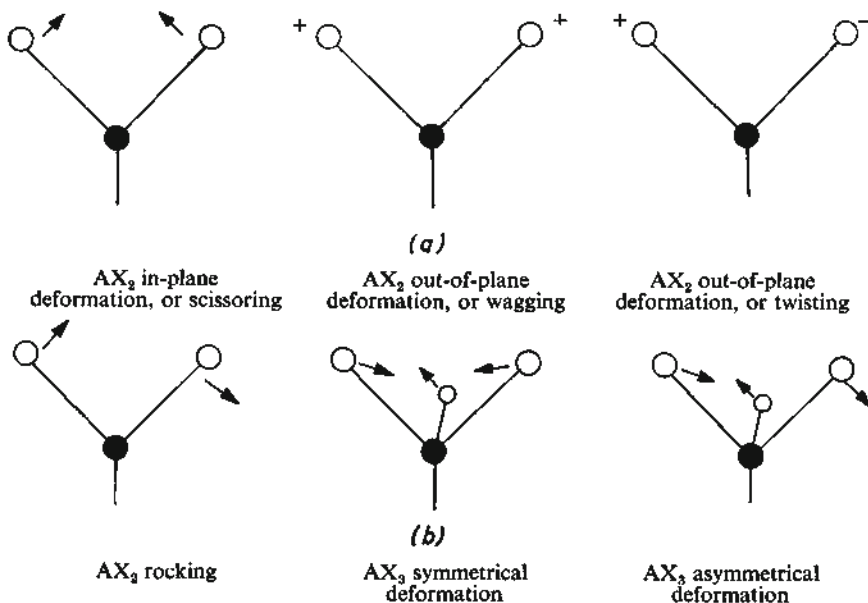 + + + −
(a)
AX₂ in-plane
deformation, or scissoring
AX₂ out-of-plane
deformation, or wagging
AX₂ out-of-plane
deformation, or twisting
(b)
AX₂ rocking
AX₃ symmetrical
deformation
AX₃ asymmetrical
deformation